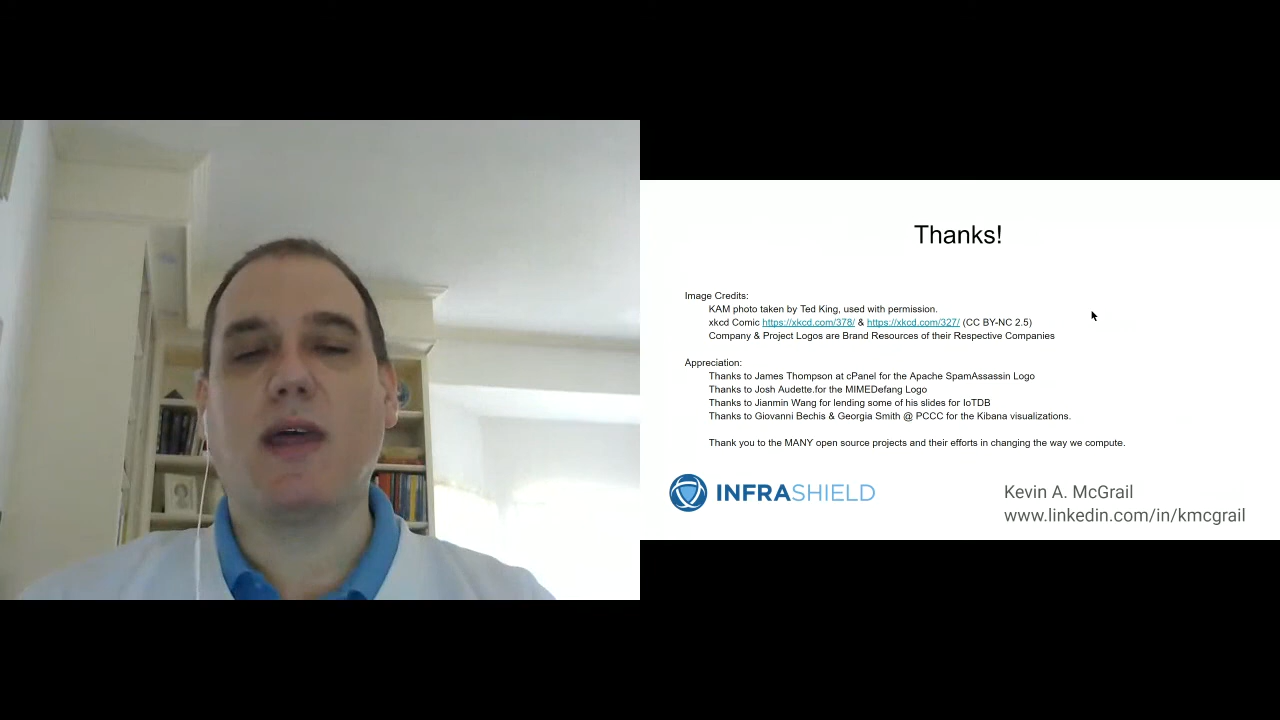 Thanks!
Image Credits:
KAM photo taken by Ted King, used with permission.
xkcd Comic https://xkcd.com/378/ & https://xkcd.com/327/ (CC BY-NC 2.5)
Company & Project Logos are Brand Resources of their Respective Companies
Appreciation:
Thanks to James Thompson at cPanel for the Apache SpamAssassin Logo
Thanks to Josh Audette.for the MIMEDefang Logo
Thanks to Jianmin Wang for lending some of his slides for IoTDB
Thanks to Giovanni Bechis & Georgia Smith @ PCCC for the Kibana visualizations.
Thank you to the MANY open source projects and their efforts in changing the way we compute.
INFRASHIELD
Kevin A. McGrail
www.linkedin.com/in/kmcgrail